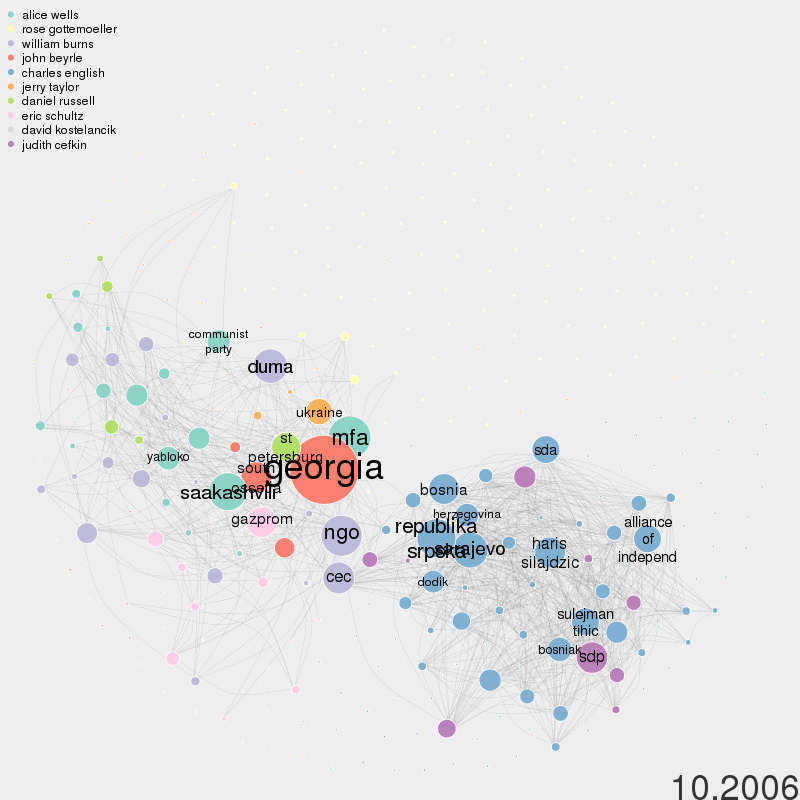 alice wells
rose gottemoeller
william burns
john beyrle
charles english
jerry taylor
daniel russell
eric schultz
david kostelancik
judith cefkin
communist
party
duma
ukraine
mfa
st
petersburg
georgia
yabloko
south
ossetia
saakashvili
gazprom
ngo
cec
sda
bosnia
herzegovina
republika
srpska
sarajevo
haris
silajdzic
alliance
of
independ
dodik
sulejman
tihic
bosniak
sdp
10.2006